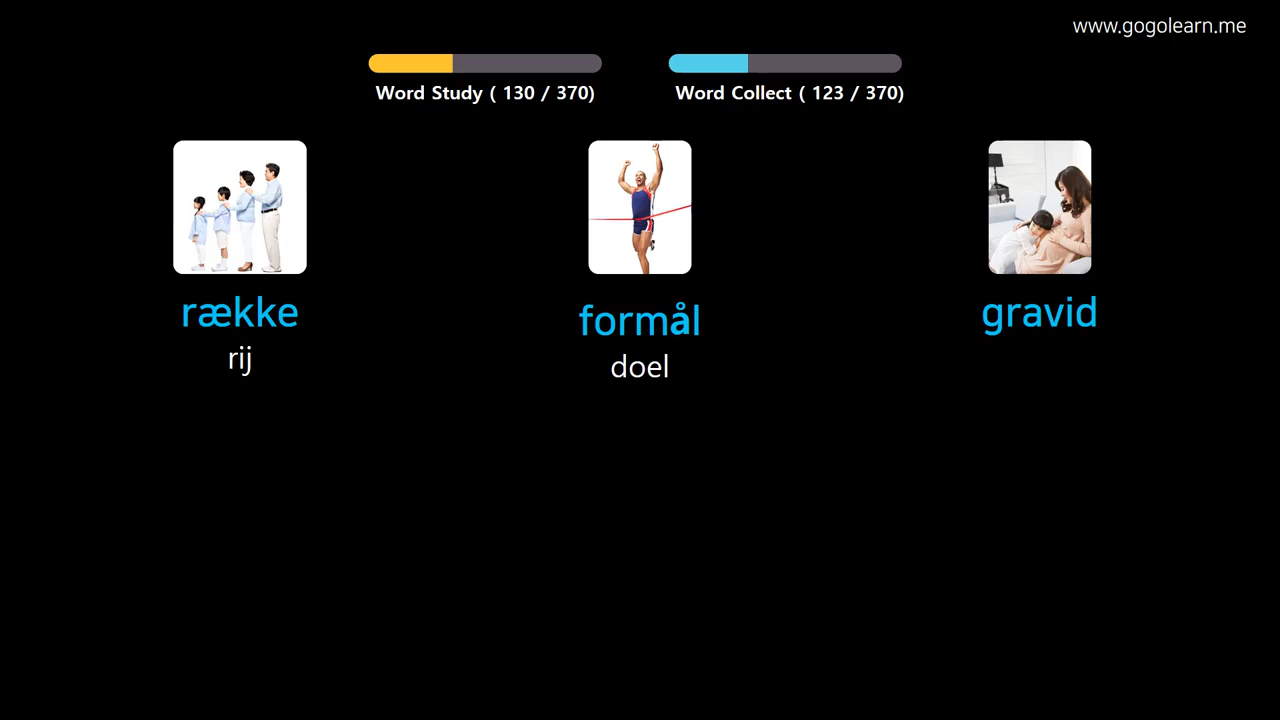 www.gogolearn.me
Word Study ( 130 / 370)
Word Collect ( 123 / 370)
række
rij
formål
doel
gravid